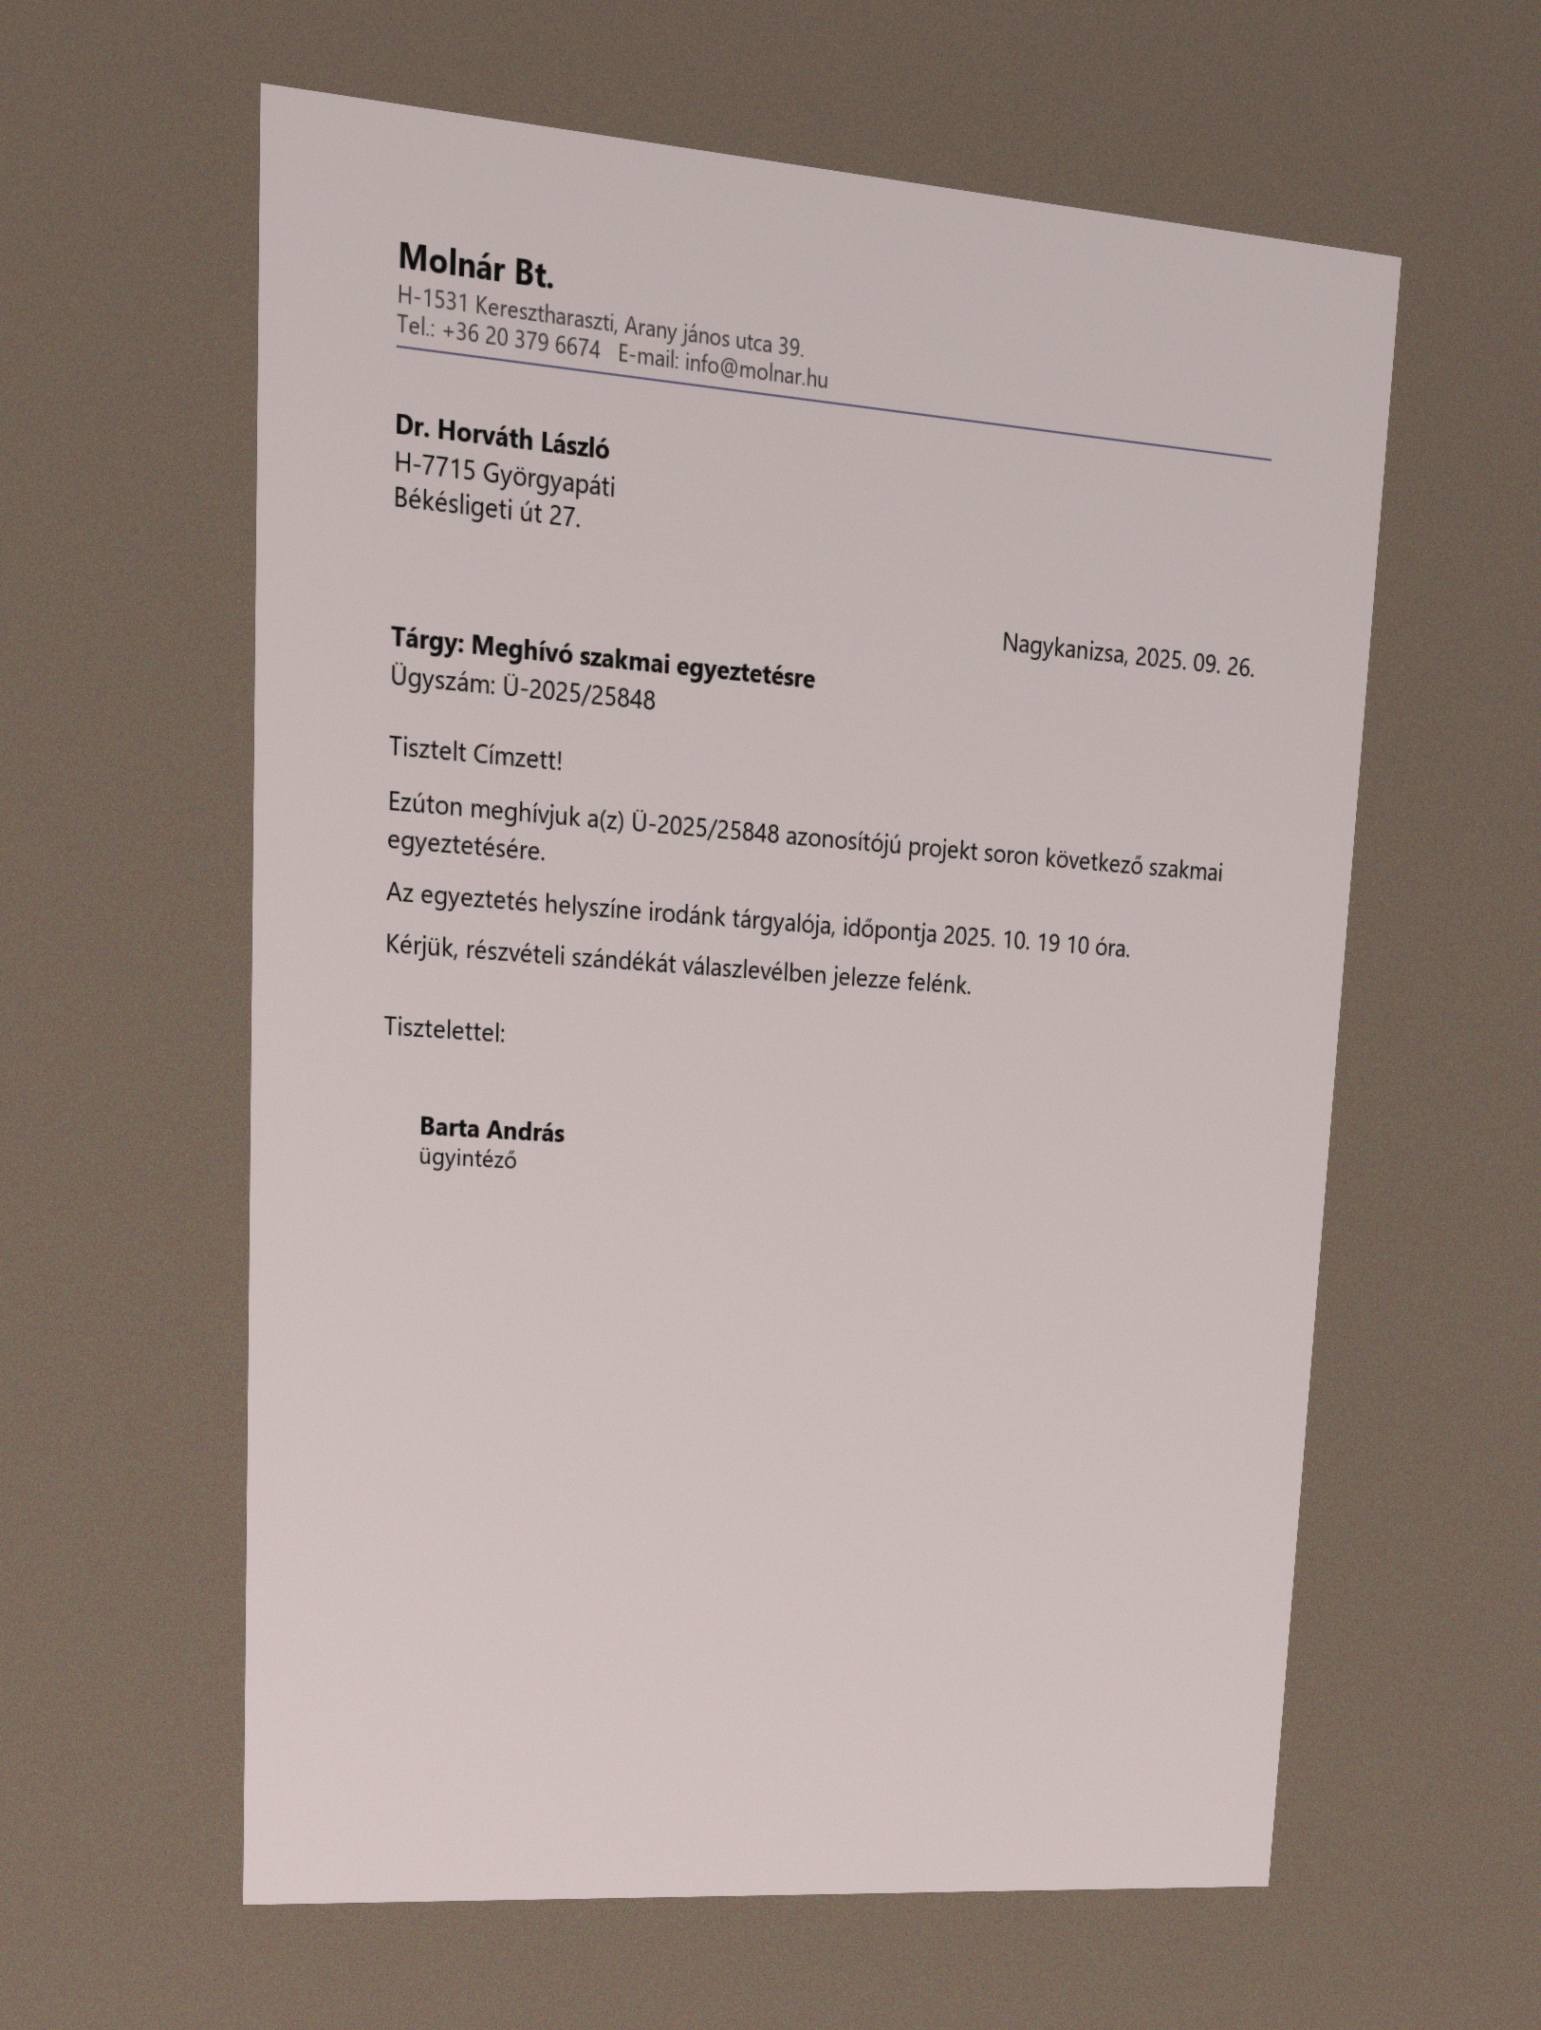 Molnár Bt.
H-1531 Keresztharaszti, Arany jános utca 39.
Tel.: +36 20 379 6674   E-mail: info@molnar.hu
Dr. Horváth László
H-7715 Györgyapáti
Békésligeti út 27.
Nagykanizsa, 2025. 09. 26.
Tárgy: Meghívó szakmai egyeztetésre
Ügyszám: Ü-2025/25848
Tisztelt Címzett!
Ezúton meghívjuk a(z) Ü-2025/25848 azonosítójú projekt soron következő szakmai
egyeztetésére.
Az egyeztetés helyszíne irodánk tárgyalója, időpontja 2025. 10. 19 10 óra.
Kérjük, részvételi szándékát válaszlevélben jelezze felénk.
Tisztelettel:
Barta András
ügyintéző